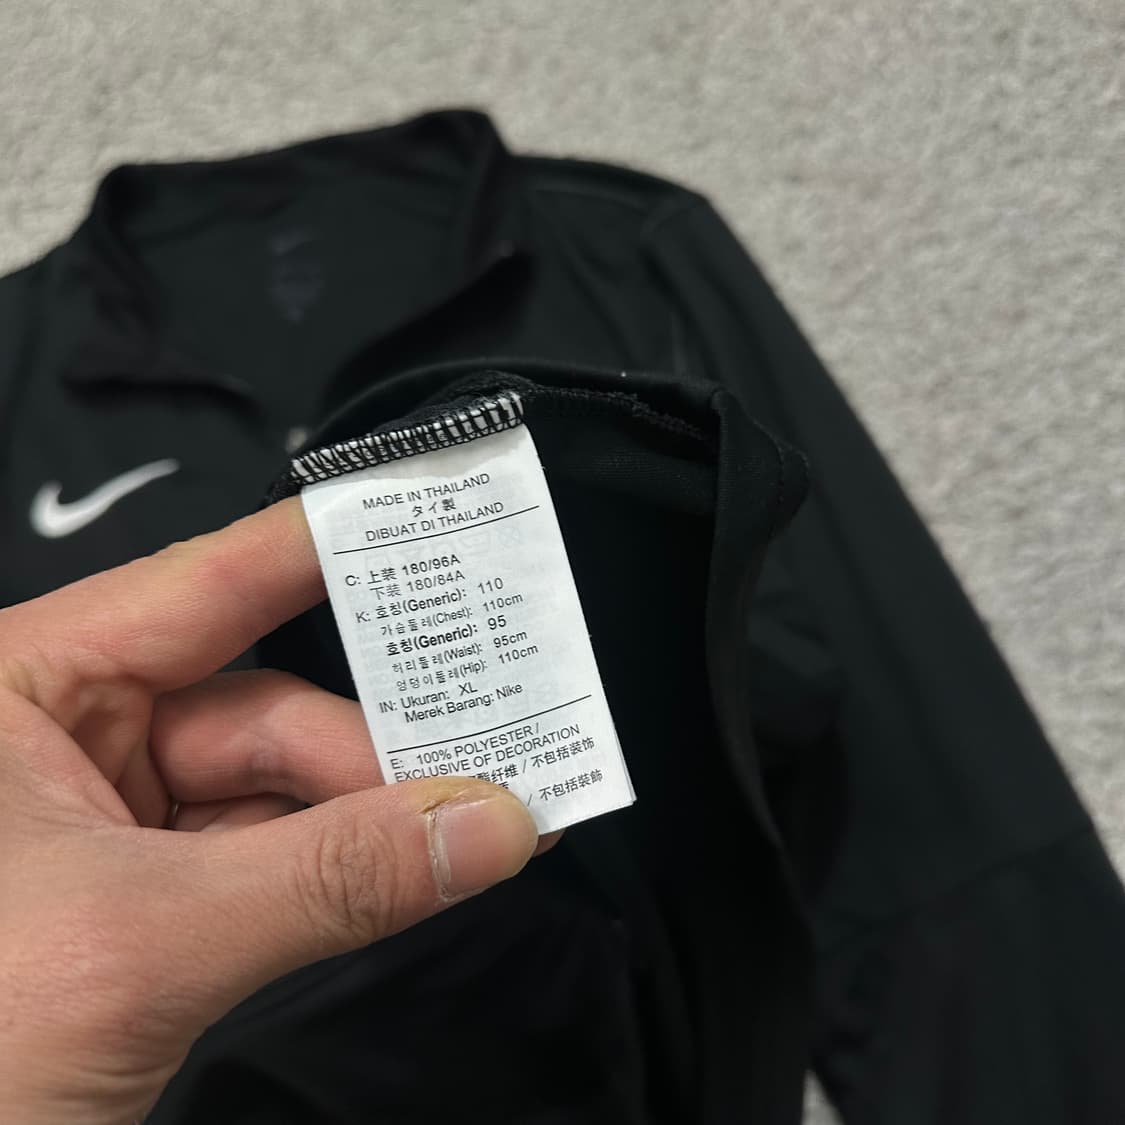 MADE IN THAILAND
タイ製
DIBUAT DI THAILAND
C: 上装 180/96A
下装 180/84A
K: 호칭(Generic): 110
가슴둘레(Chest): 110cm
호칭(Generic): 95
허리둘레(Waist): 95cm
엉덩이둘레(Hip): 110cm
IN: Ukuran: XL
Merek Barang: Nike
E: 100% POLYESTER /
EXCLUSIVE OF DECORATION
酯纤维 / 不包括装饰
/ 不包括裝飾